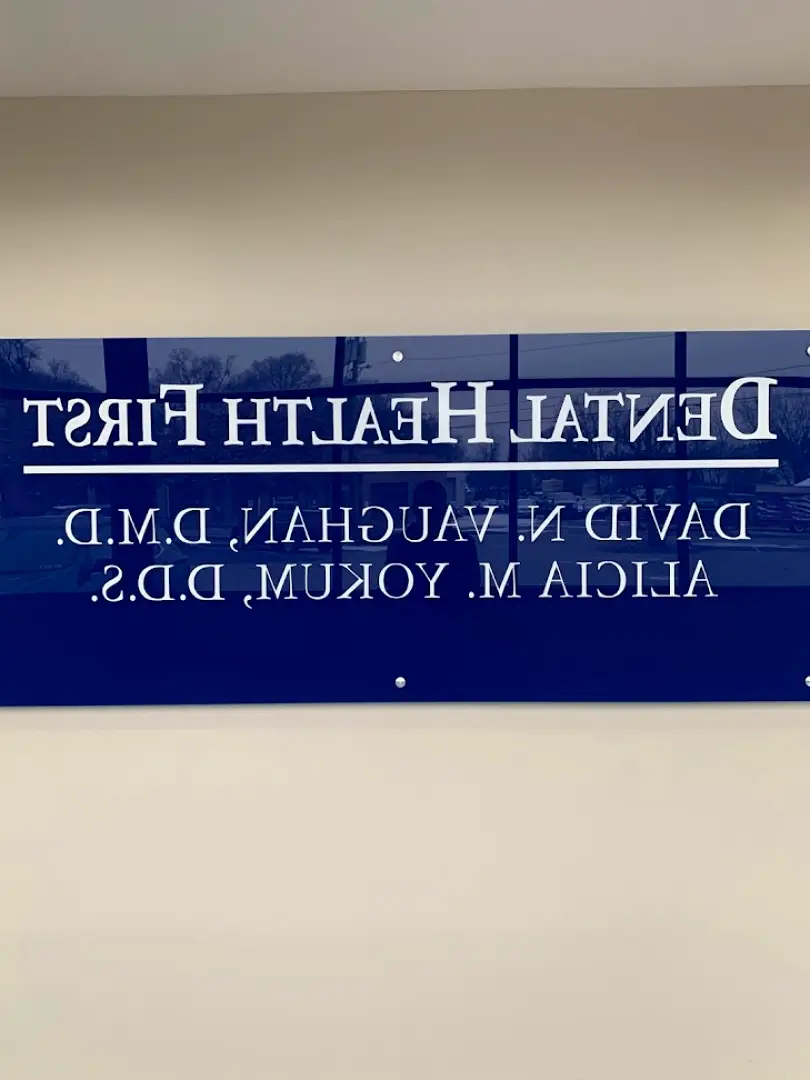 DENTAL HEALTH FIRST
DAVID N. VAUGHAN, D.M.D.
ALICIA M. YOKUM, D.D.S.